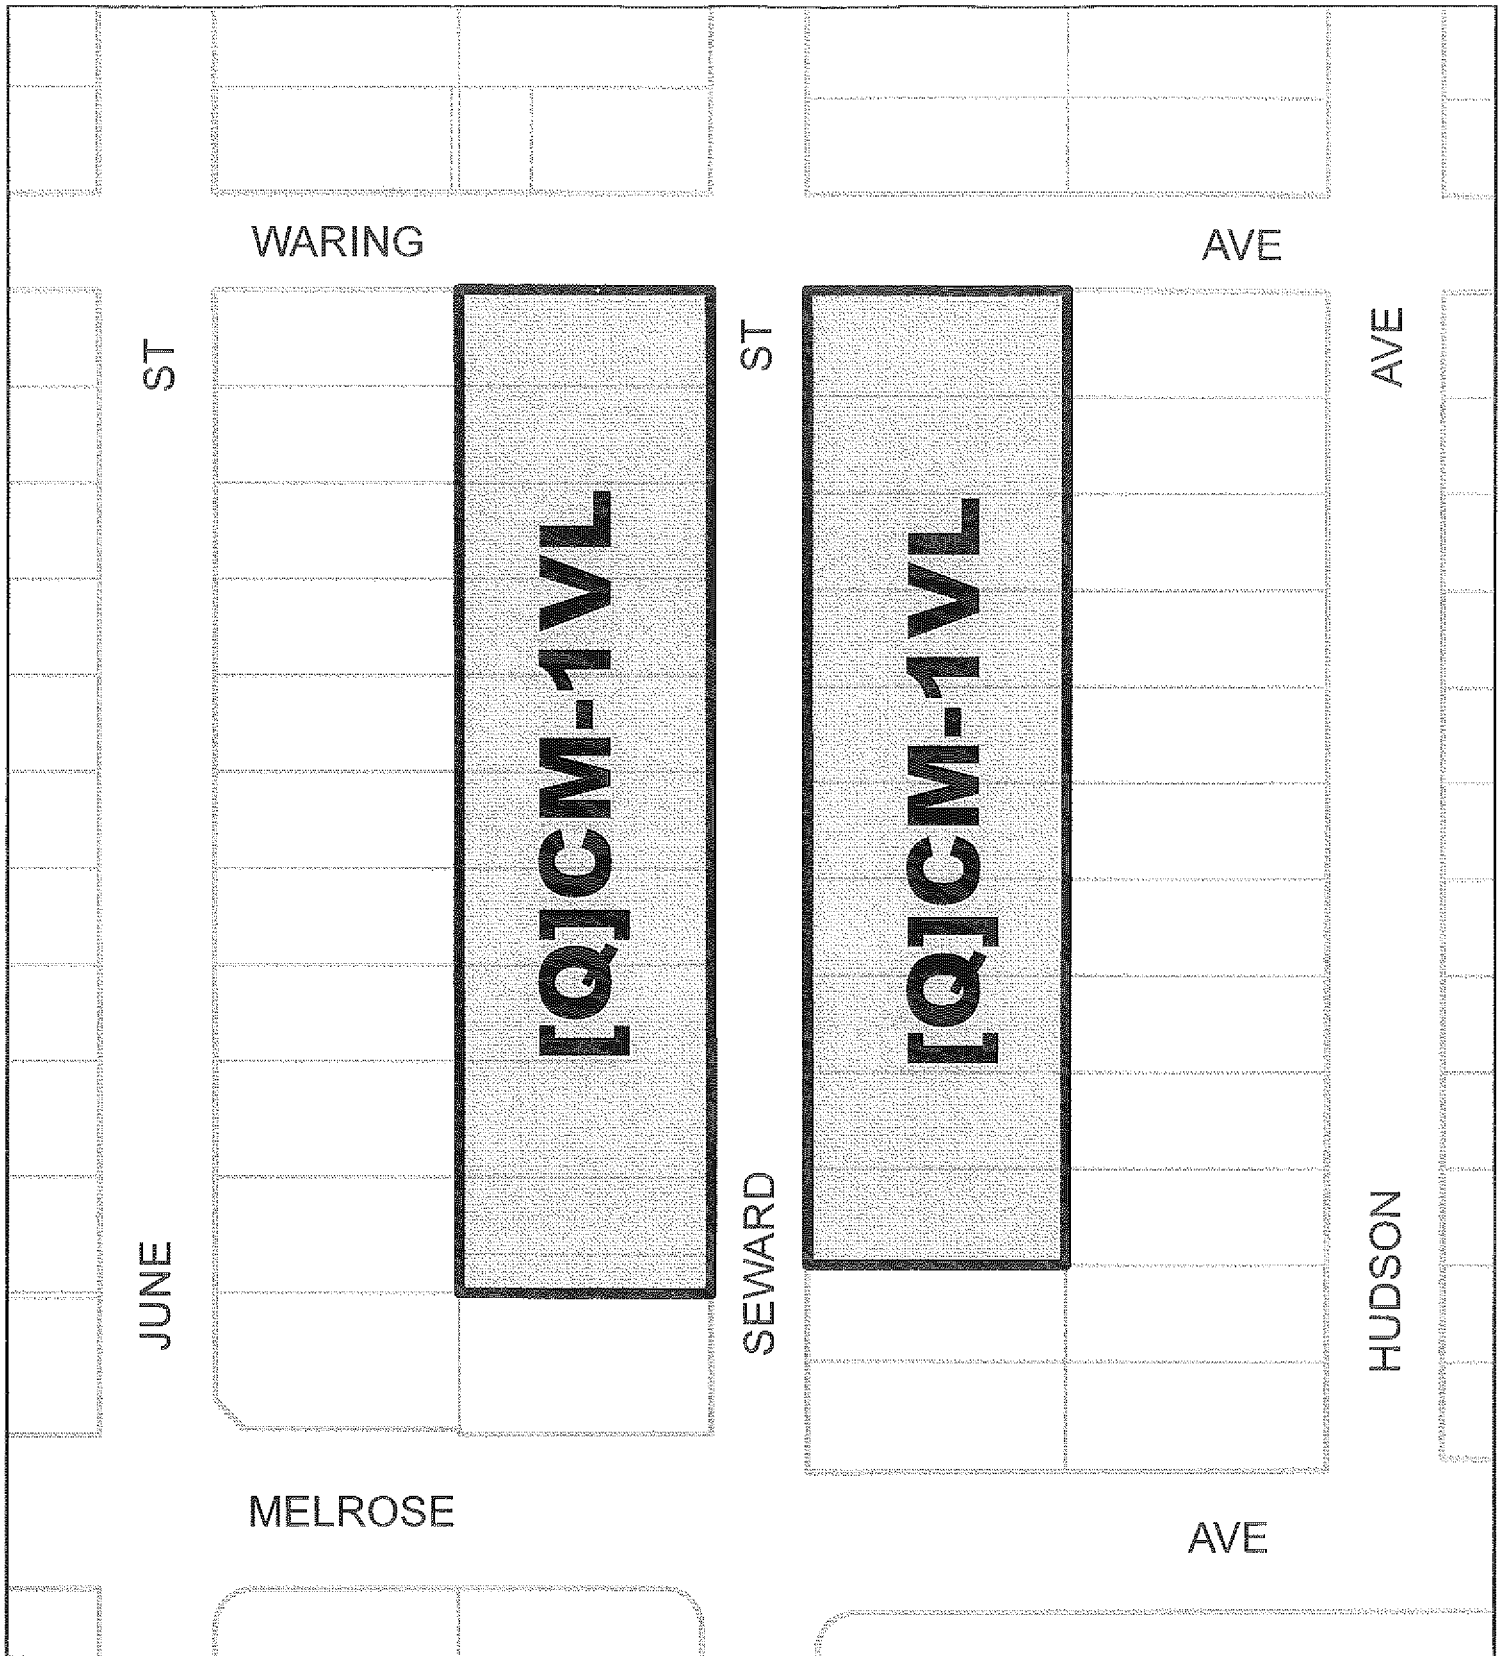 WARING
AVE
ST
ST
AVE
[Q]CM-1VL
[Q]CM-1VL
JUNE
SEWARD
HUDSON
MELROSE
AVE